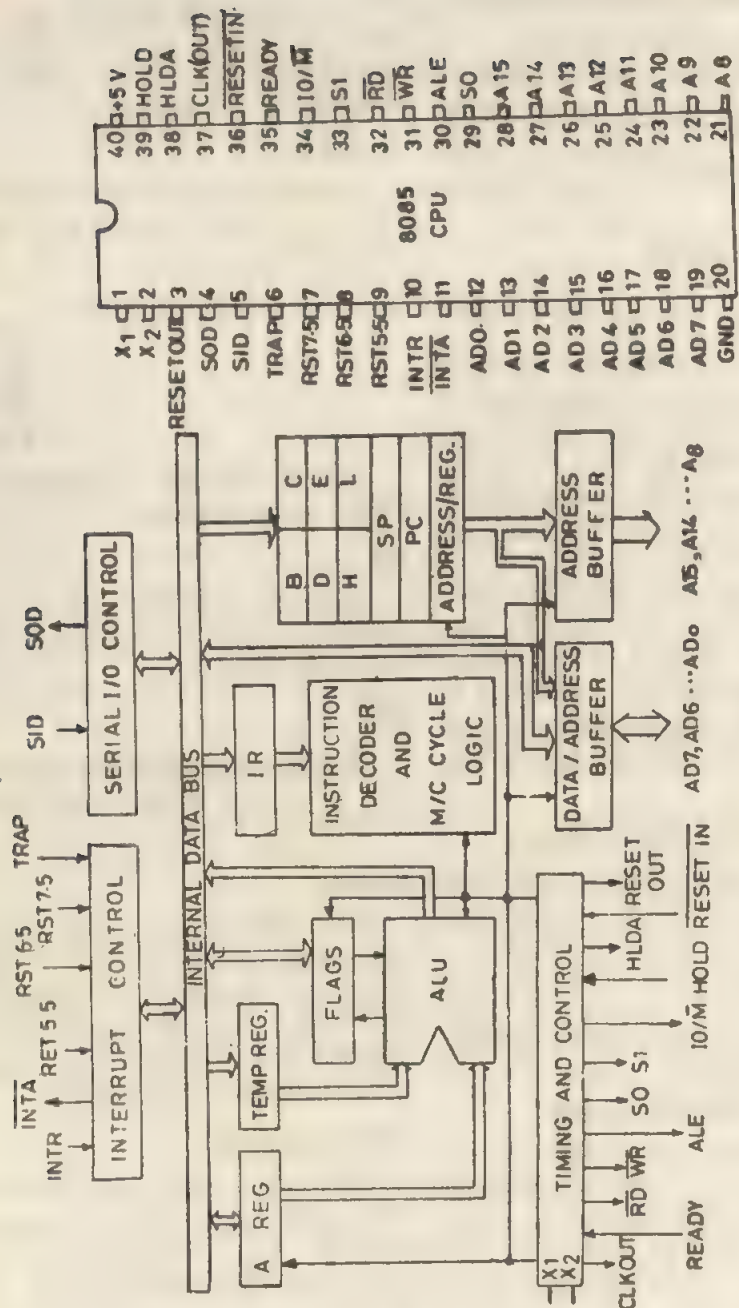 INTR
INTA
RET 5 5
RST 6·5
RST 7·5
TRAP
SID
SOD
INTERRUPT CONTROL
SERIAL I/O CONTROL
INTERNAL DATA BUS
A REG
TEMP REG.
FLAGS
ALU
IR
INSTRUCTION
DECODER
AND
M/C CYCLE
LOGIC
B C
D E
H L
SP
PC
ADDRESS/REG.
X1
X2
TIMING AND CONTROL
DATA / ADDRESS
BUFFER
ADDRESS
BUFFER
CLKOUT
READY
RD
WR
ALE
SO
S1
IO/M
HOLD
HLDA
RESET IN
RESET
OUT
AD7, AD6 ··· AD0
A15, A14 ··· A8
X1 1
X2 2
RESETOUT 3
SOD 4
SID 5
TRAP 6
RST7·5 7
RST6·5 8
RST5·5 9
INTR 10
INTA 11
AD0 12
AD1 13
AD2 14
AD3 15
AD4 16
AD5 17
AD6 18
AD7 19
GND 20
8085
CPU
40 +5V
39 HOLD
38 HLDA
37 CLK(OUT)
36 RESETIN
35 READY
34 IO/M
33 S1
32 RD
31 WR
30 ALE
29 SO
28 A15
27 A14
26 A13
25 A12
24 A11
23 A10
22 A9
21 A8